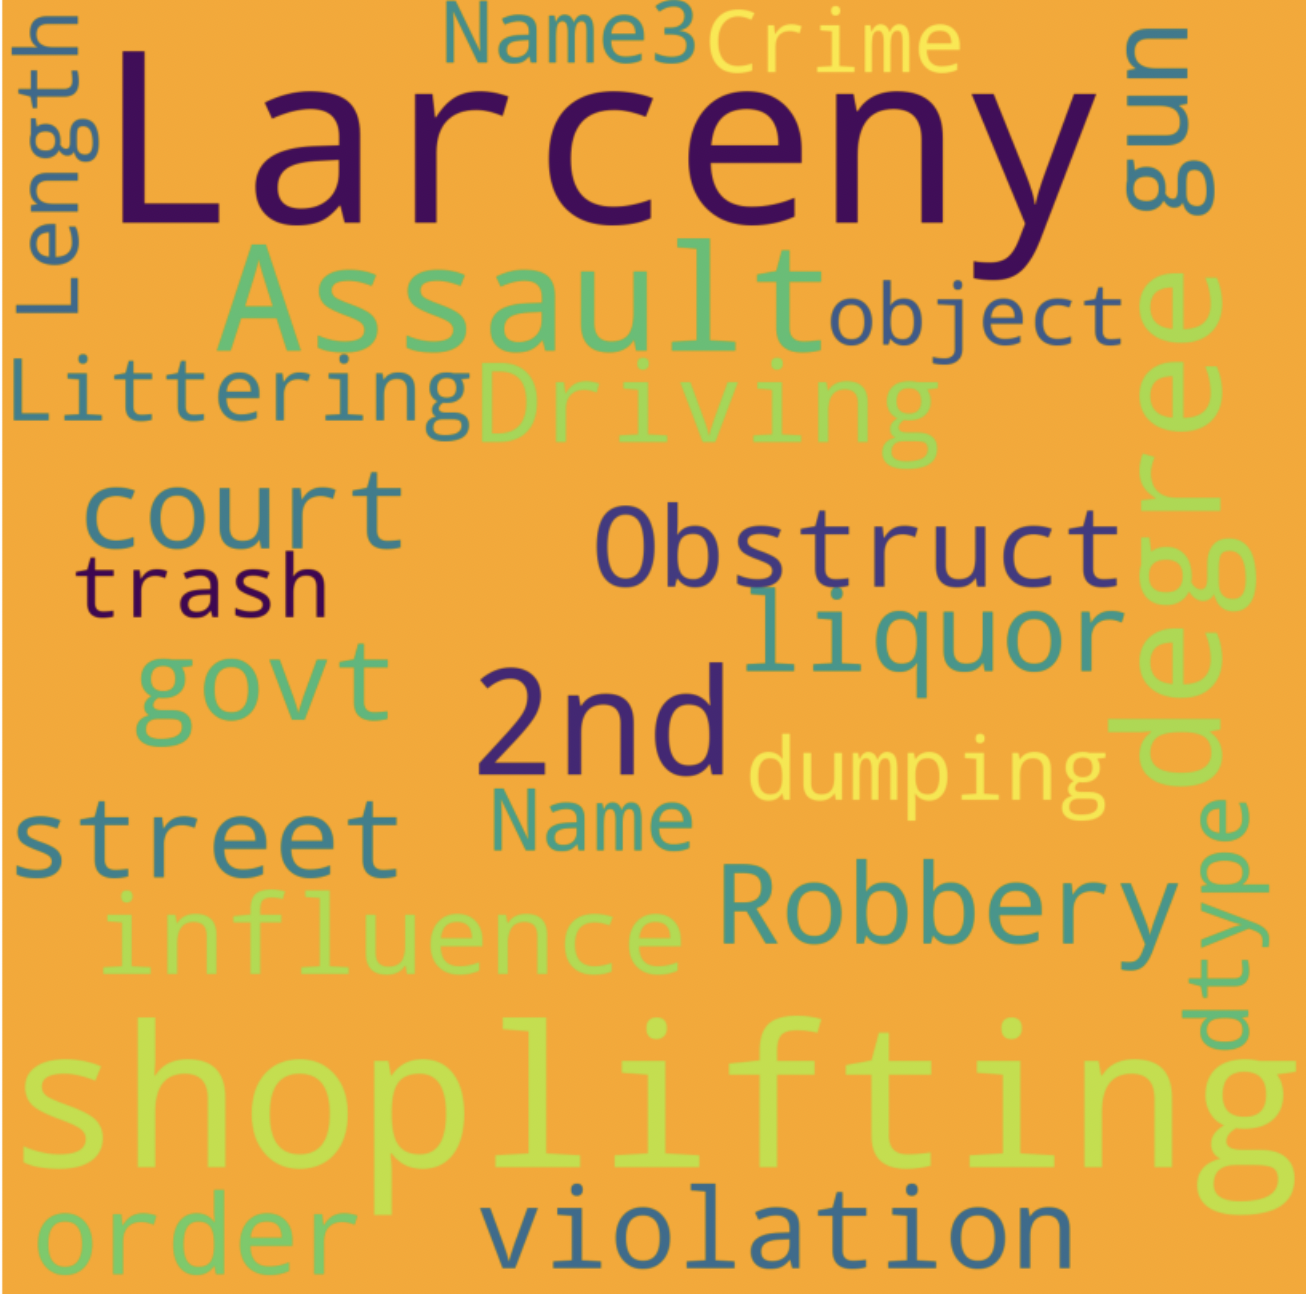 Name3 Crime
Length
Larceny
gun
Assault
object
Littering
Driving
degree
court
Obstruct
trash
liquor
govt
2nd
dumping
Name
street
dtype
Robbery
influence
shoplifting
order
violation